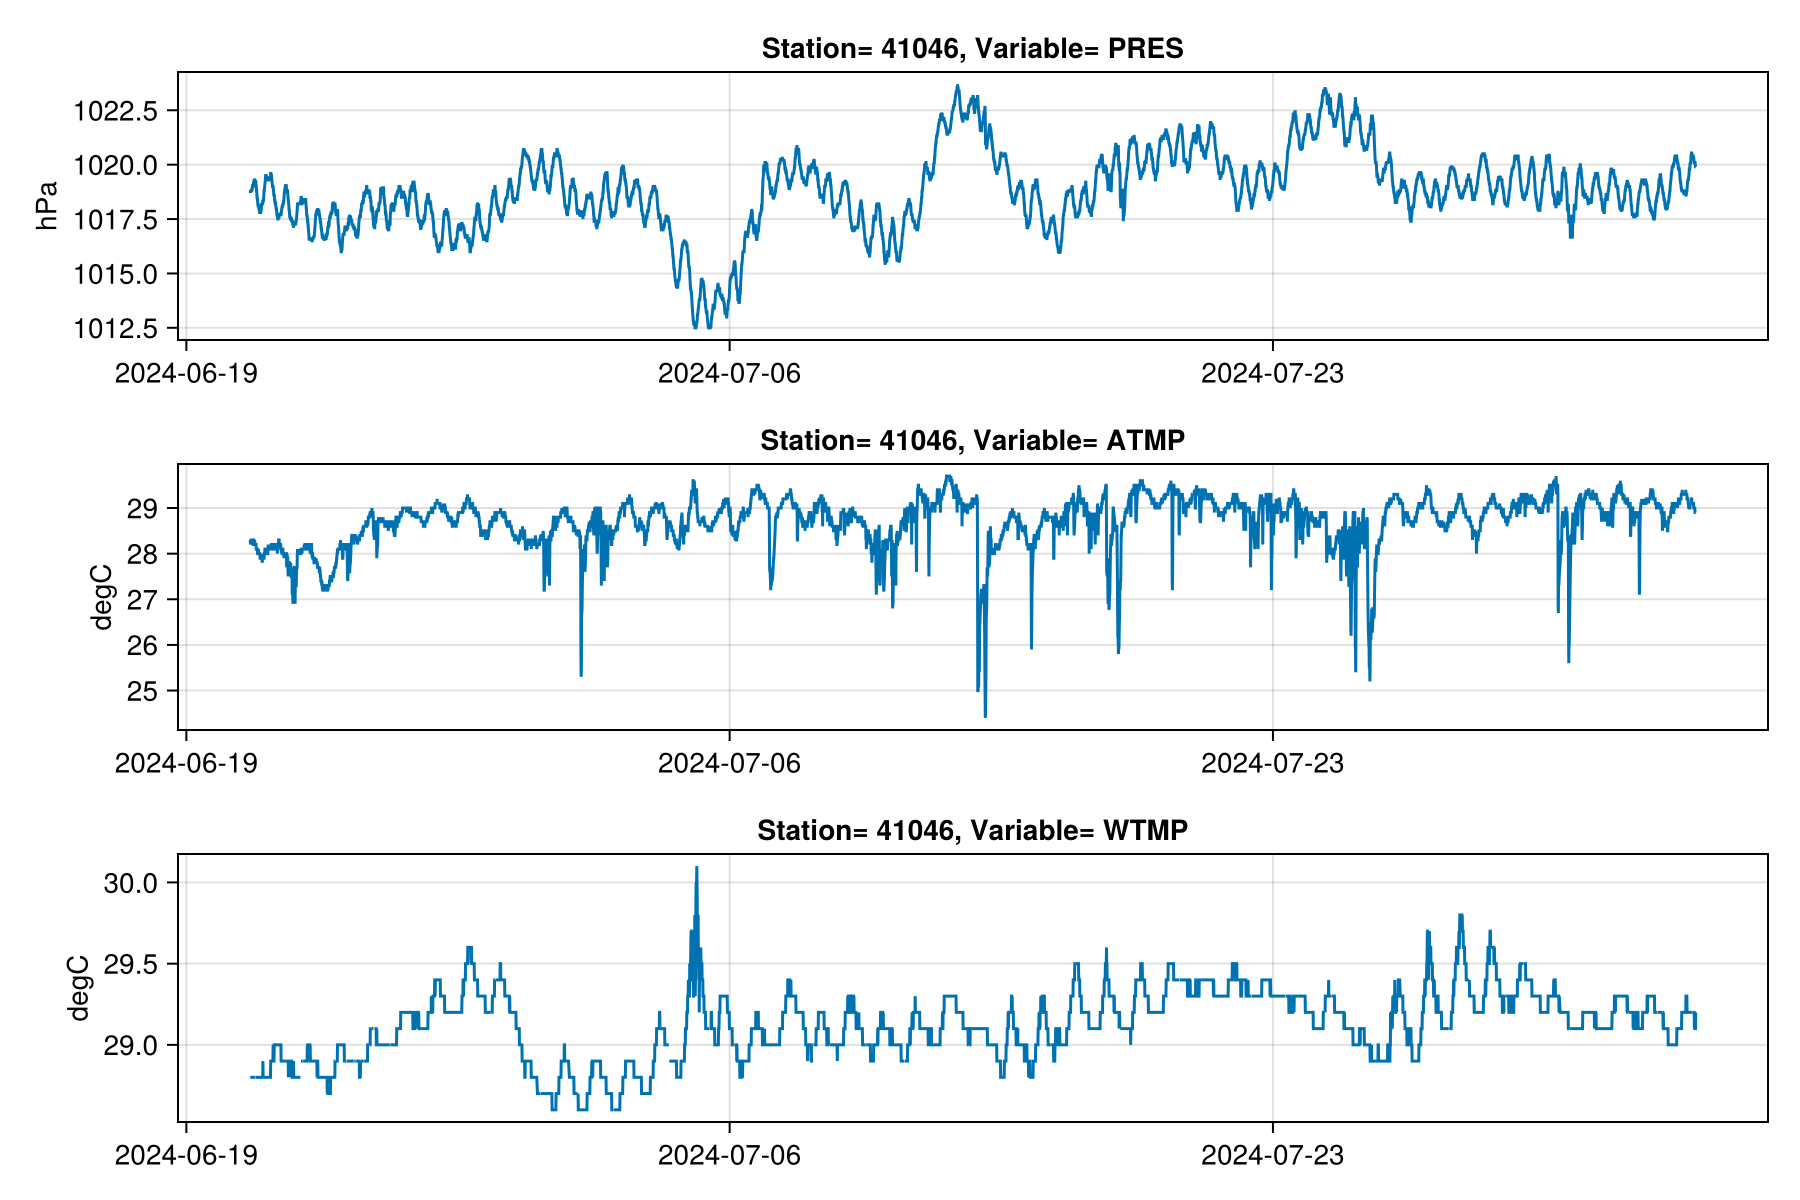 Station= 41046, Variable= PRES
hPa
1022.5
1020.0
1017.5
1015.0
1012.5
2024-06-19 2024-07-06 2024-07-23
Station= 41046, Variable= ATMP
degC
29
28
27
26
25
2024-06-19 2024-07-06 2024-07-23
Station= 41046, Variable= WTMP
degC
30.0
29.5
29.0
2024-06-19 2024-07-06 2024-07-23